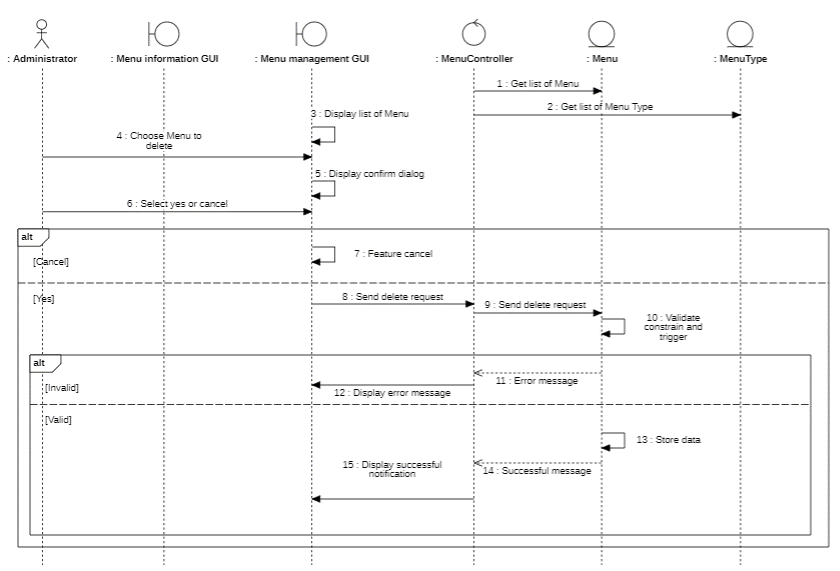 : Administrator
: Menu information GUI
: Menu management GUI
: MenuController
: Menu
: MenuType
1 : Get list of Menu
2 : Get list of Menu Type
3 : Display list of Menu
4 : Choose Menu to
delete
5 : Display confirm dialog
6 : Select yes or cancel
alt
[Cancel]
7 : Feature cancel
[Yes]
8 : Send delete request
9 : Send delete request
10 : Validate
constrain and
trigger
alt
[Invalid]
11 : Error message
12 : Display error message
[Valid]
13 : Store data
14 : Successful message
15 : Display successful
notification